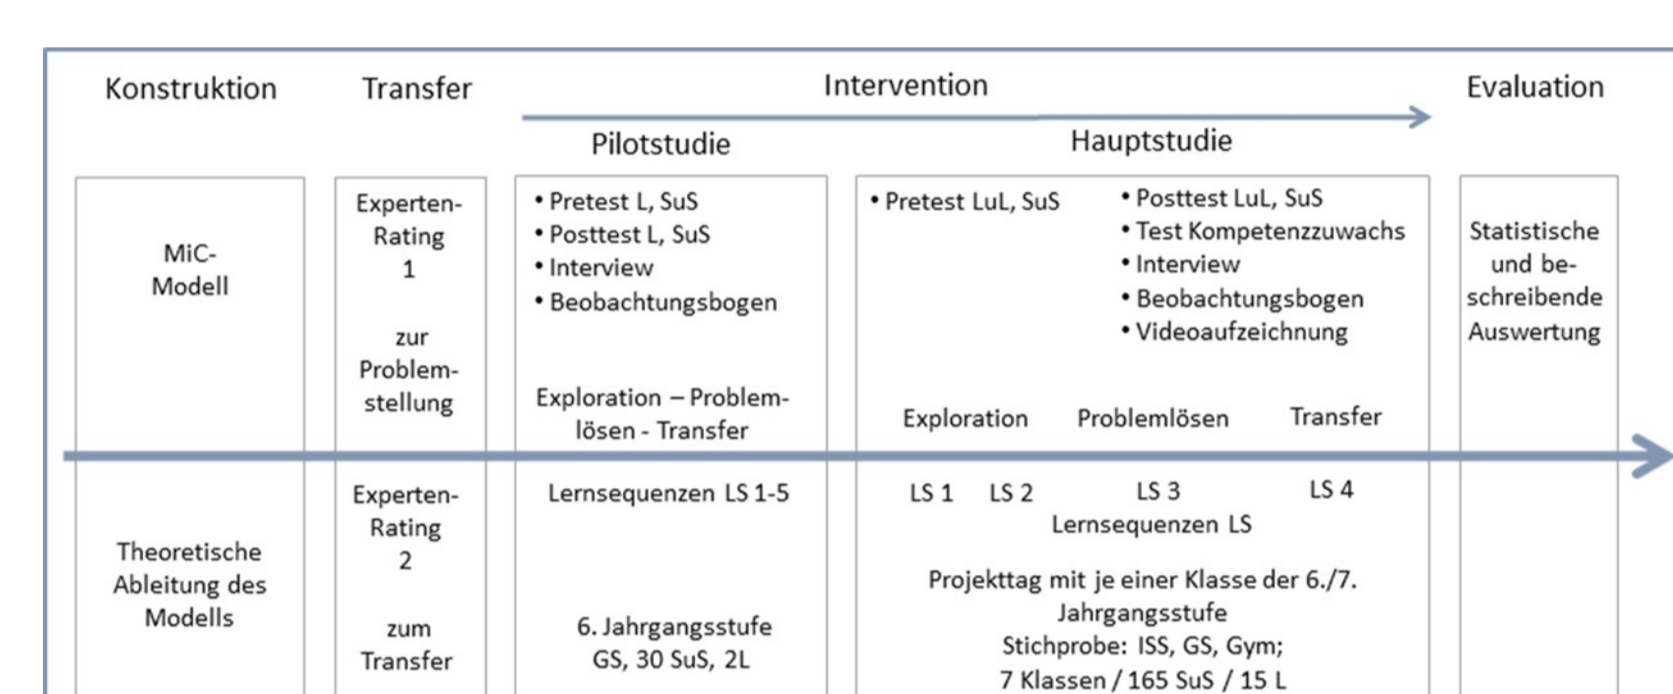 Konstruktion
Transfer
Intervention
Evaluation
Pilotstudie
Hauptstudie
MiC-
Modell
Experten-
Rating
1
zur
Problem-
stellung
• Pretest L, SuS
• Posttest L, SuS
• Interview
• Beobachtungsbogen
Exploration – Problem-
lösen - Transfer
• Pretest LuL, SuS
• Posttest LuL, SuS
• Test Kompetenzzuwachs
• Interview
• Beobachtungsbogen
• Videoaufzeichnung
Exploration Problemlösen Transfer
Statistische
und be-
schreibende
Auswertung
Theoretische
Ableitung des
Modells
Experten-
Rating
2
zum
Transfer
Lernsequenzen LS 1-5
6. Jahrgangsstufe
GS, 30 SuS, 2L
LS 1 LS 2 LS 3 LS 4
Lernsequenzen LS
Projekttag mit je einer Klasse der 6./7.
Jahrgangsstufe
Stichprobe: ISS, GS, Gym;
7 Klassen / 165 SuS / 15 L